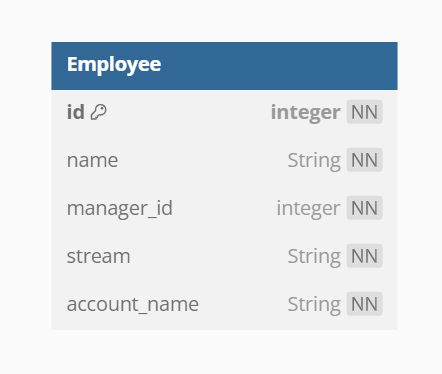 Employee
id integer NN
name String NN
manager_id integer NN
stream String NN
account_name String NN